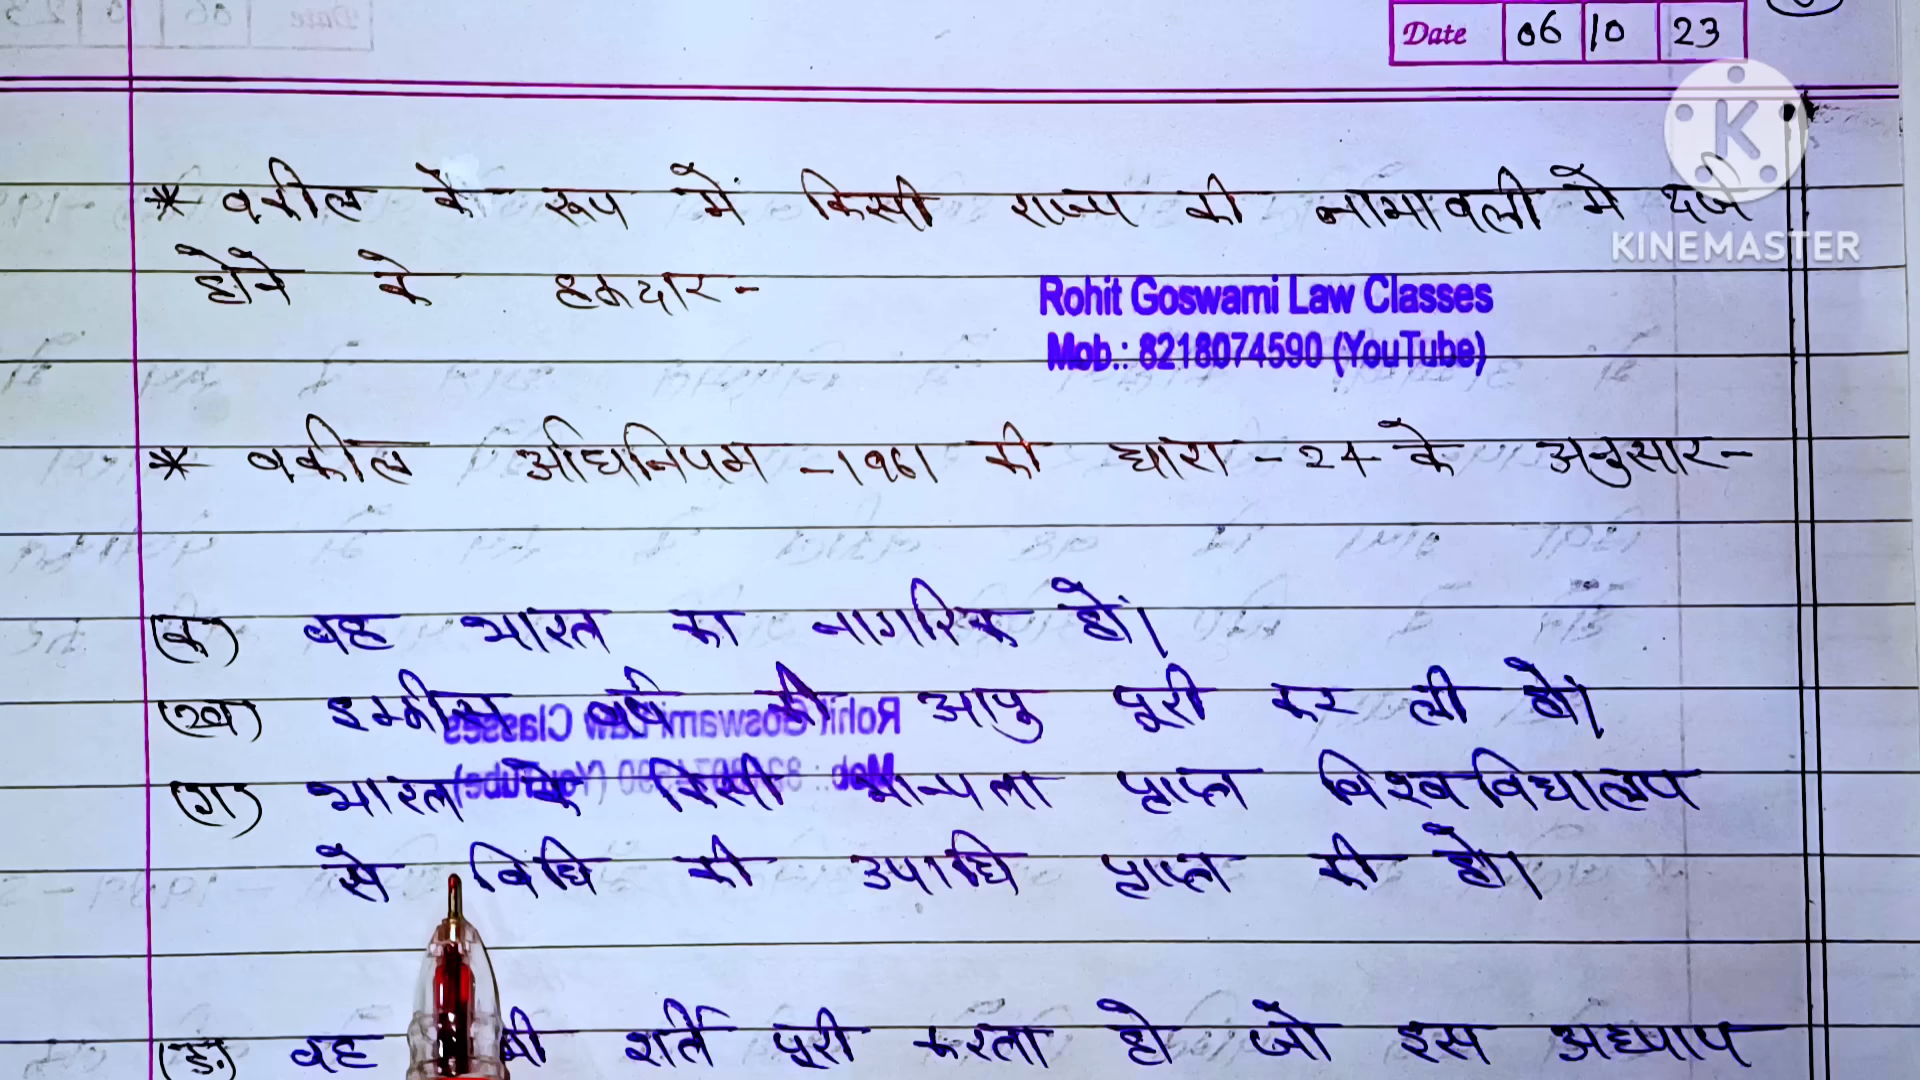 Date 06 10 23
K
KINEMASTER
* वकील के रूप में किसी राज्य की नामावली में दर्ज
होने के हकदार-
Rohit Goswami Law Classes
Mob.: 8218074590 (YouTube)
* वकील अधिनियम -1961 की धारा -24 के अनुसार-
(क) वह भारत का नागरिक हो।
(ख) इक्कीस वर्ष की आयु पूरी कर ली हो।
(ग) भारत के किसी मान्यता प्राप्त विश्वविद्यालय
से विधि की उपाधि प्राप्त की हो।
(ङ) वह शर्ते पूरी करता हो जो इस अध्याय